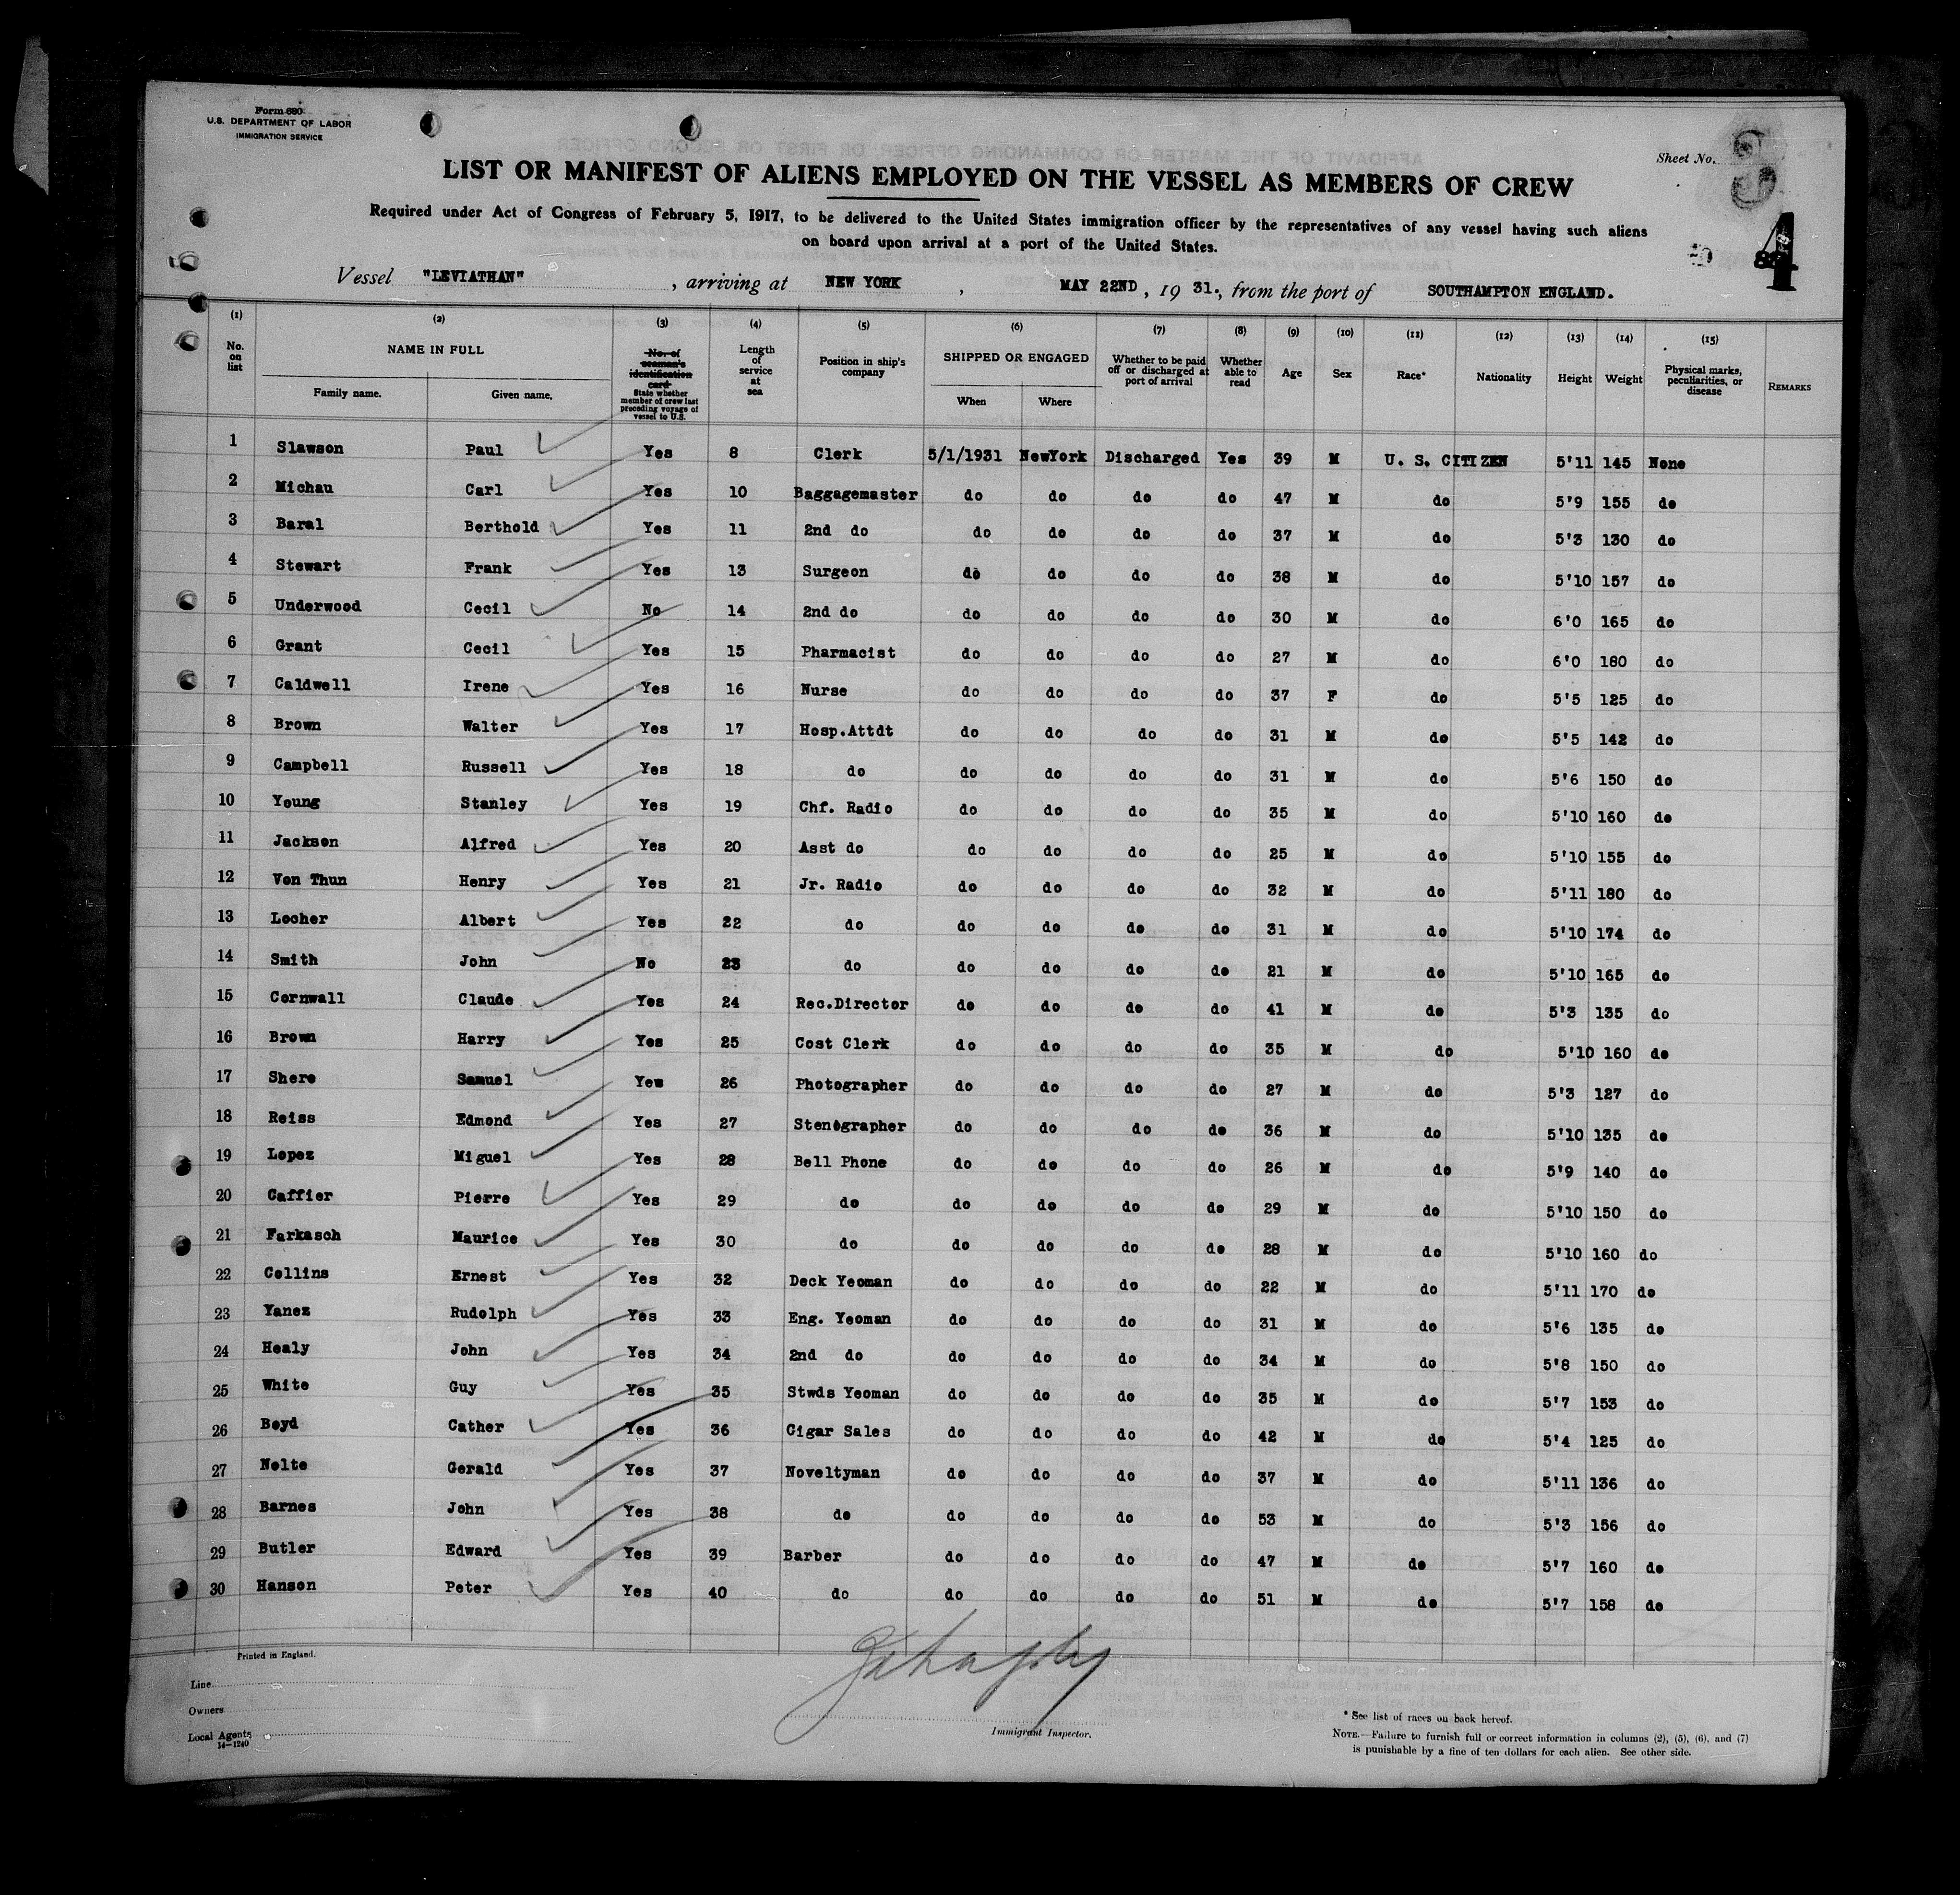 Form 680
U.S. DEPARTMENT OF LABOR
IMMIGRATION SERVICE
Sheet No.
4
LIST OR MANIFEST OF ALIENS EMPLOYED ON THE VESSEL AS MEMBERS OF CREW
Required under Act of Congress of February 5, 1917, to be delivered to the United States immigration officer by the representatives of any vessel having such aliens
on board upon arrival at a port of the United States.
Vessel "LEVIATHAN", arriving at NEW YORK, MAY 22ND, 19 31., from the port of SOUTHAMPTON ENGLAND.
(1) (2) (3) (4) (5) (6) (7) (8) (9) (10) (11) (12) (13) (14) (15)
No. on list NAME IN FULL Family name. Given name. No. of seaman's identification card State whether member of crew last preceding voyage of vessel to U.S. Length of service at sea Position in ship's company SHIPPED OR ENGAGED When Where Whether to be paid off or discharged at port of arrival Whether able to read Age Sex Race* Nationality Height Weight Physical marks, peculiarities, or disease REMARKS
1 Slawson Paul Yes 8 Clerk 5/1/1931 NewYork Discharged Yes 39 M U. S. CITIZEN 5'11 145 None
2 Michau Carl Yes 10 Baggagemaster do do do do 47 M do 5'9 155 do
3 Baral Berthold Yes 11 2nd do do do do do 37 M do 5'3 130 do
4 Stewart Frank Yes 13 Surgeon do do do do 38 M do 5'10 157 do
5 Underwood Cecil No 14 2nd do do do do do 30 M do 6'0 165 do
6 Grant Cecil Yes 15 Pharmacist do do do do 27 M do 6'0 180 do
7 Caldwell Irene Yes 16 Nurse do do do do 37 F do 5'5 125 do
8 Brown Walter Yes 17 Hosp.Attdt do do do do 31 M do 5'5 142 do
9 Campbell Russell Yes 18 do do do do do 31 M do 5'6 150 do
10 Young Stanley Yes 19 Chf. Radio do do do do 35 M do 5'10 160 do
11 Jackson Alfred Yes 20 Asst do do do do do 25 M do 5'10 155 do
12 Von Thun Henry Yes 21 Jr. Radio do do do do 32 M do 5'11 180 do
13 Locher Albert Yes 22 do do do do do 31 M do 5'10 174 do
14 Smith John No 23 do do do do do 21 M do 5'10 165 do
15 Cornwall Claude Yes 24 Rec.Director do do do do 41 M do 5'3 135 do
16 Brown Harry Yes 25 Cost Clerk do do do do 35 M do 5'10 160 do
17 Shere Samuel Yes 26 Photographer do do do do 27 M do 5'3 127 do
18 Reiss Edmond Yes 27 Stenographer do do do do 36 M do 5'10 135 do
19 Lopez Miguel Yes 28 Bell Phone do do do do 26 M do 5'9 140 do
20 Caffier Pierre Yes 29 do do do do do 29 M do 5'10 150 do
21 Farkasch Maurice Yes 30 do do do do do 28 M do 5'10 160 do
22 Collins Ernest Yes 32 Deck Yeoman do do do do 22 M do 5'11 170 do
23 Yanez Rudolph Yes 33 Eng. Yeoman do do do do 31 M do 5'6 135 do
24 Healy John Yes 34 2nd do do do do do 34 M do 5'8 150 do
25 White Guy Yes 35 Stwds Yeoman do do do do 35 M do 5'7 153 do
26 Boyd Cather Yes 36 Cigar Sales do do do do 42 M do 5'4 125 do
27 Nolte Gerald Yes 37 Noveltyman do do do do 37 M do 5'11 136 do
28 Barnes John Yes 38 do do do do do 53 M do 5'3 156 do
29 Butler Edward Yes 39 Barber do do do do 47 M do 5'7 160 do
30 Hanson Peter Yes 40 do do do do do 51 M do 5'7 158 do
Printed in England.
Line
Owners
Local Agents
14—1240
Immigrant Inspector.
* See list of races on back hereof.
NOTE.—Failure to furnish full or correct information in columns (2), (5), (6), and (7)
is punishable by a fine of ten dollars for each alien. See other side.